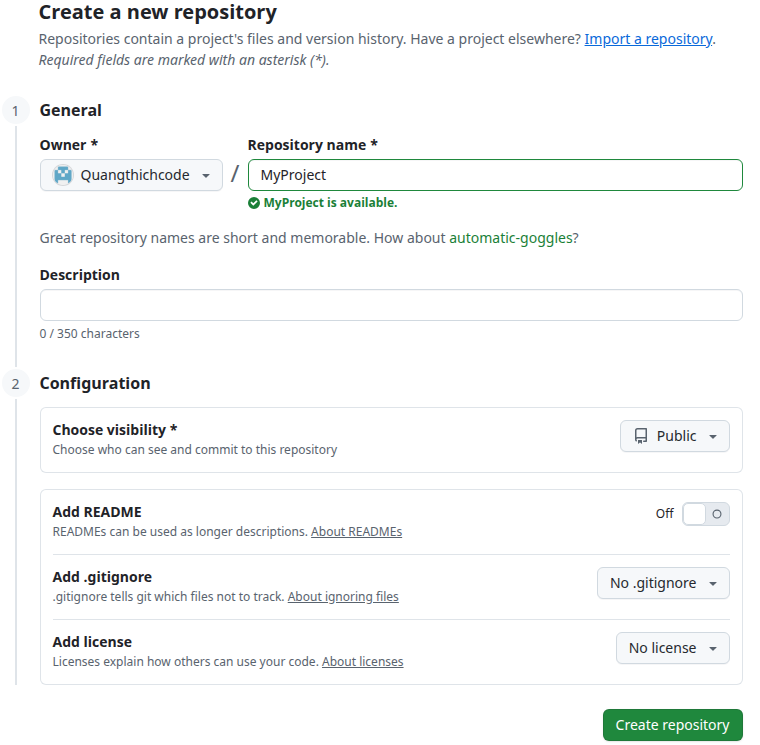 Create a new repository
Repositories contain a project's files and version history. Have a project elsewhere? Import a repository.
Required fields are marked with an asterisk (*).
1 General
Owner * Repository name *
Quangthichcode / MyProject
MyProject is available.
Great repository names are short and memorable. How about automatic-goggles?
Description
0 / 350 characters
2 Configuration
Choose visibility * Public
Choose who can see and commit to this repository
Add README Off
READMEs can be used as longer descriptions. About READMEs
Add .gitignore No .gitignore
.gitignore tells git which files not to track. About ignoring files
Add license No license
Licenses explain how others can use your code. About licenses
Create repository